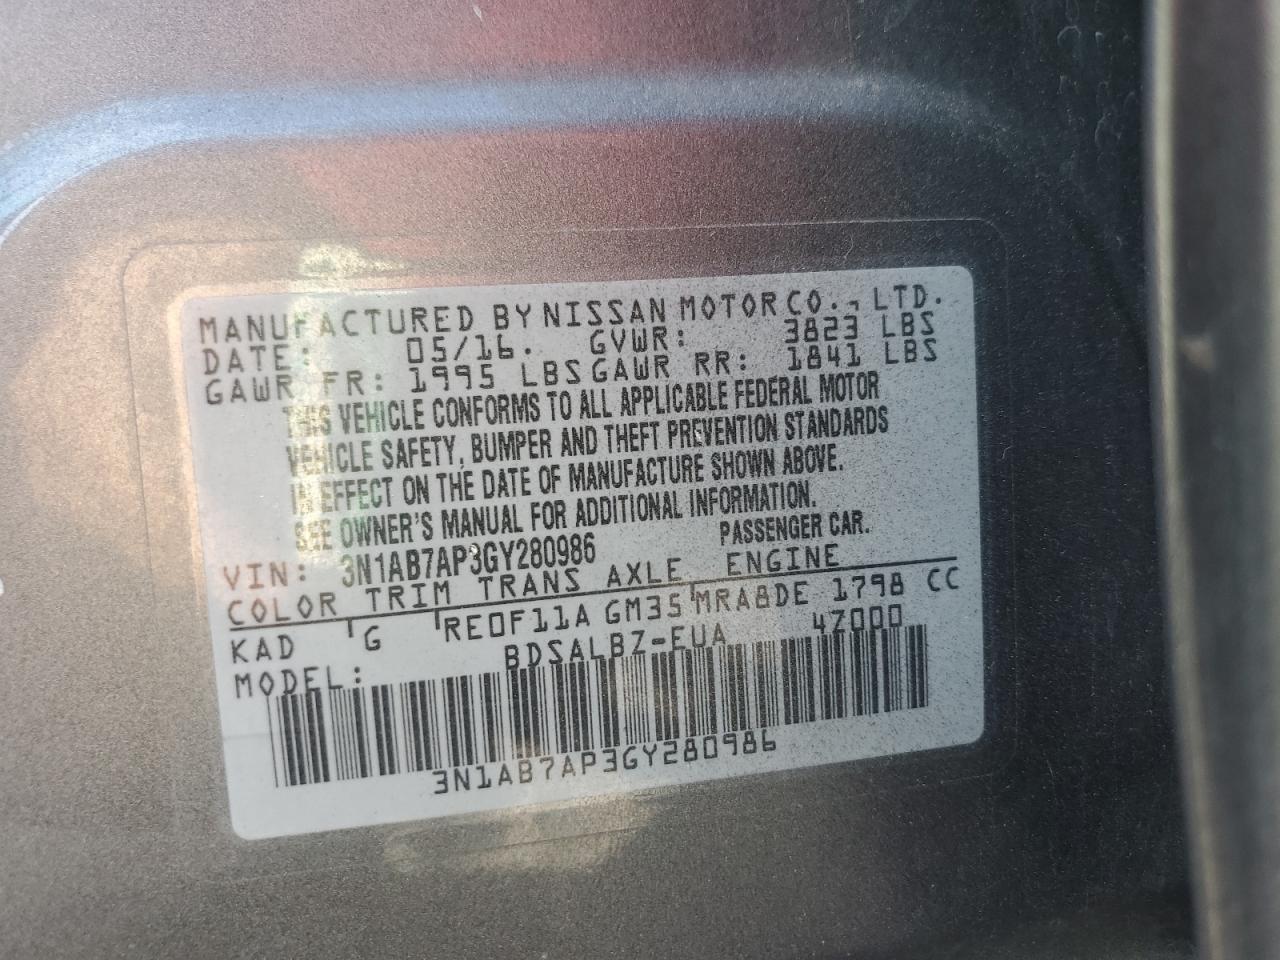 MANUFACTURED BY NISSAN MOTOR CO., LTD.
DATE: 05/16. GVWR: 3823 LBS
GAWR FR: 1995 LBS GAWR RR: 1841 LBS
THIS VEHICLE CONFORMS TO ALL APPLICABLE FEDERAL MOTOR
VEHICLE SAFETY, BUMPER AND THEFT PREVENTION STANDARDS
IN EFFECT ON THE DATE OF MANUFACTURE SHOWN ABOVE.
SEE OWNER'S MANUAL FOR ADDITIONAL INFORMATION.
VIN: 3N1AB7AP3GY280986 PASSENGER CAR.
COLOR TRIM TRANS AXLE ENGINE
KAD G RE0F11A GM35 MRA8DE 1798 CC
MODEL: BDSALBZ-EUA 47000
3N1AB7AP3GY280986